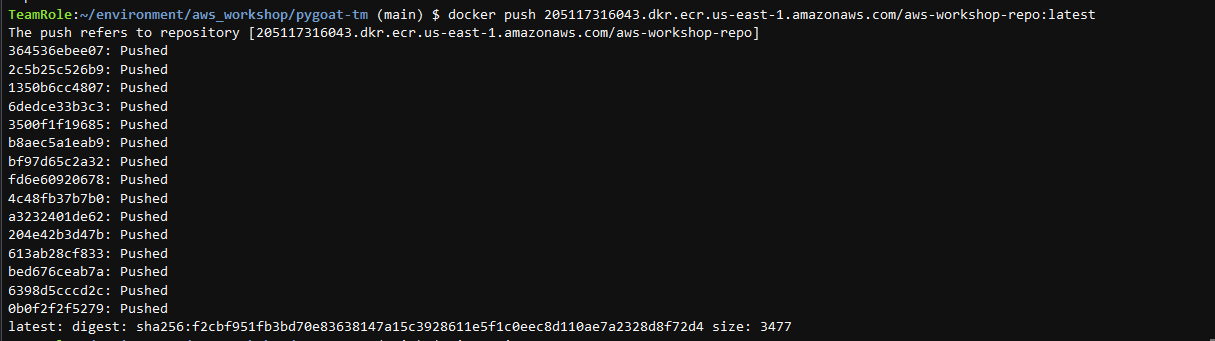 TeamRole:~/environment/aws_workshop/pygoat-tm (main) $ docker push 205117316043.dkr.ecr.us-east-1.amazonaws.com/aws-workshop-repo:latest
The push refers to repository [205117316043.dkr.ecr.us-east-1.amazonaws.com/aws-workshop-repo]
364536ebee07: Pushed
2c5b25c526b9: Pushed
1350b6cc4807: Pushed
6dedce33b3c3: Pushed
3500f1f19685: Pushed
b8aec5a1eab9: Pushed
bf97d65c2a32: Pushed
fd6e60920678: Pushed
4c48fb37b7b0: Pushed
a3232401de62: Pushed
204e42b3d47b: Pushed
613ab28cf833: Pushed
bed676ceab7a: Pushed
6398d5cccd2c: Pushed
0b0f2f2f5279: Pushed
latest: digest: sha256:f2cbf951fb3bd70e83638147a15c3928611e5f1c0eec8d110ae7a2328d8f72d4 size: 3477